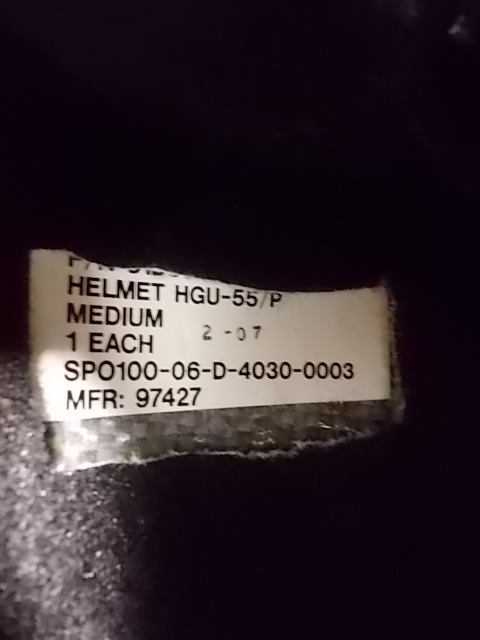 HELMET HGU-55/P
MEDIUM
2-07
1 EACH
SPO100-06-D-4030-0003
MFR: 97427